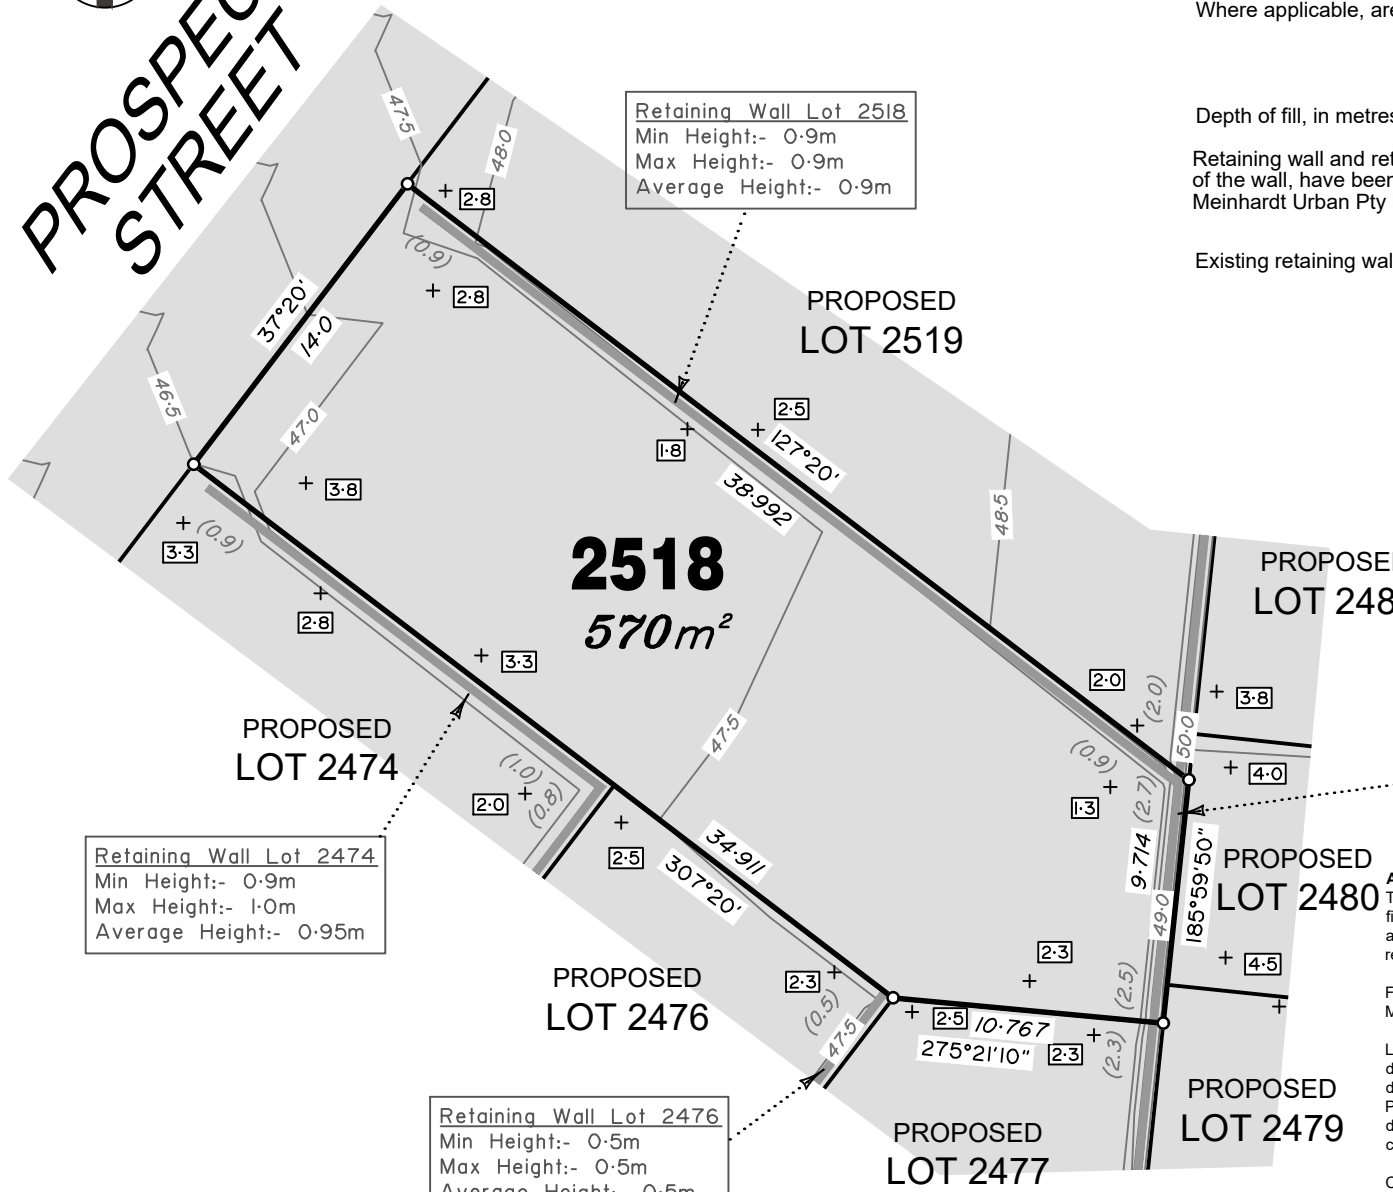 Where applicable, are
PROSPEC
STREET
47·5
48·0
Retaining Wall Lot 2518
Min Height:- 0·9m
Max Height:- 0·9m
Average Height:- 0·9m
Depth of fill, in metres
Retaining wall and ret
of the wall, have been
Meinhardt Urban Pty
Existing retaining wal
2·8
(0.9)
2·8
PROPOSED
LOT 2519
37°20'
14·0
46·5
47·0
2·5
1·8
127°20'
38·992
48·5
3·8
(0.9)
3·3
2518
570m²
PROPOSE
LOT 248
2·8
3·3
2·0
(2.0)
3·8
50·0
PROPOSED
LOT 2474
47·5
(0.9)
4·0
(1.0)
2·0
(0.8)
1·3
(2.7)
34·911
2·5
307°20'
9·714
185°59'50"
PROPOSED
LOT 2480
Retaining Wall Lot 2474
Min Height:- 0·9m
Max Height:- 1·0m
Average Height:- 0·95m
49·0
A
T
fi
a
re
2·3
4·5
PROPOSED
LOT 2476
2·3
(0.5)
(2.5)
F
M
2·5
10·767
275°21'10"
2·3
(2.3)
47·5
L
d
d
P
d
c
PROPOSED
LOT 2479
Retaining Wall Lot 2476
Min Height:- 0·5m
Max Height:- 0·5m
Average Height:- 0·5m
PROPOSED
LOT 2477
C